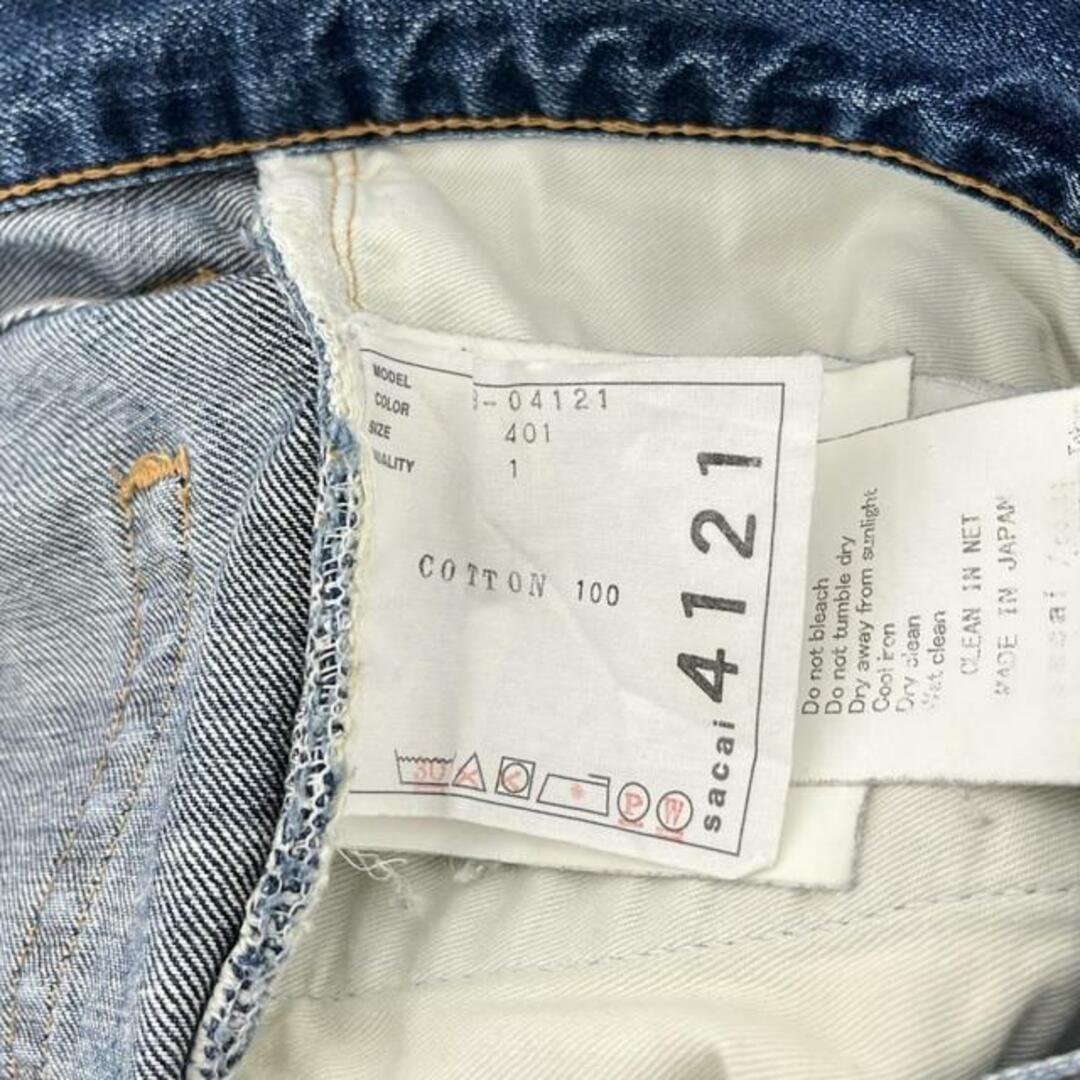 MODEL -04121
COLOR 401
SIZE 1
COTTON 100
30
P
W
sacai 4121
Do not bleach
Do not tumble dry
Dry away from sunlight
Cool iron
Dry clean
Wet clean
CLEAN IN NET
MADE IN JAPAN